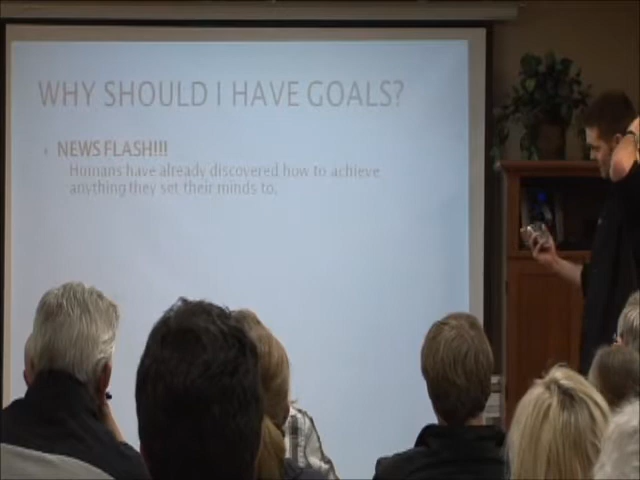 WHY SHOULD I HAVE GOALS?
NEWS FLASH!!!
Humans have already discovered how to achieve
anything they set their minds to.